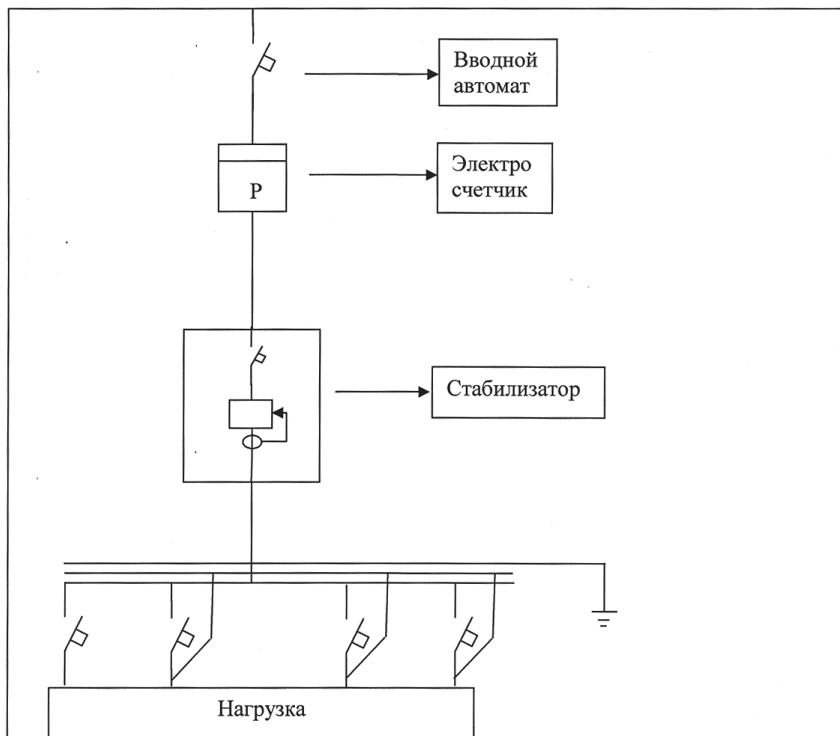 Вводной
автомат
Электро
счетчик
P
Стабилизатор
Нагрузка